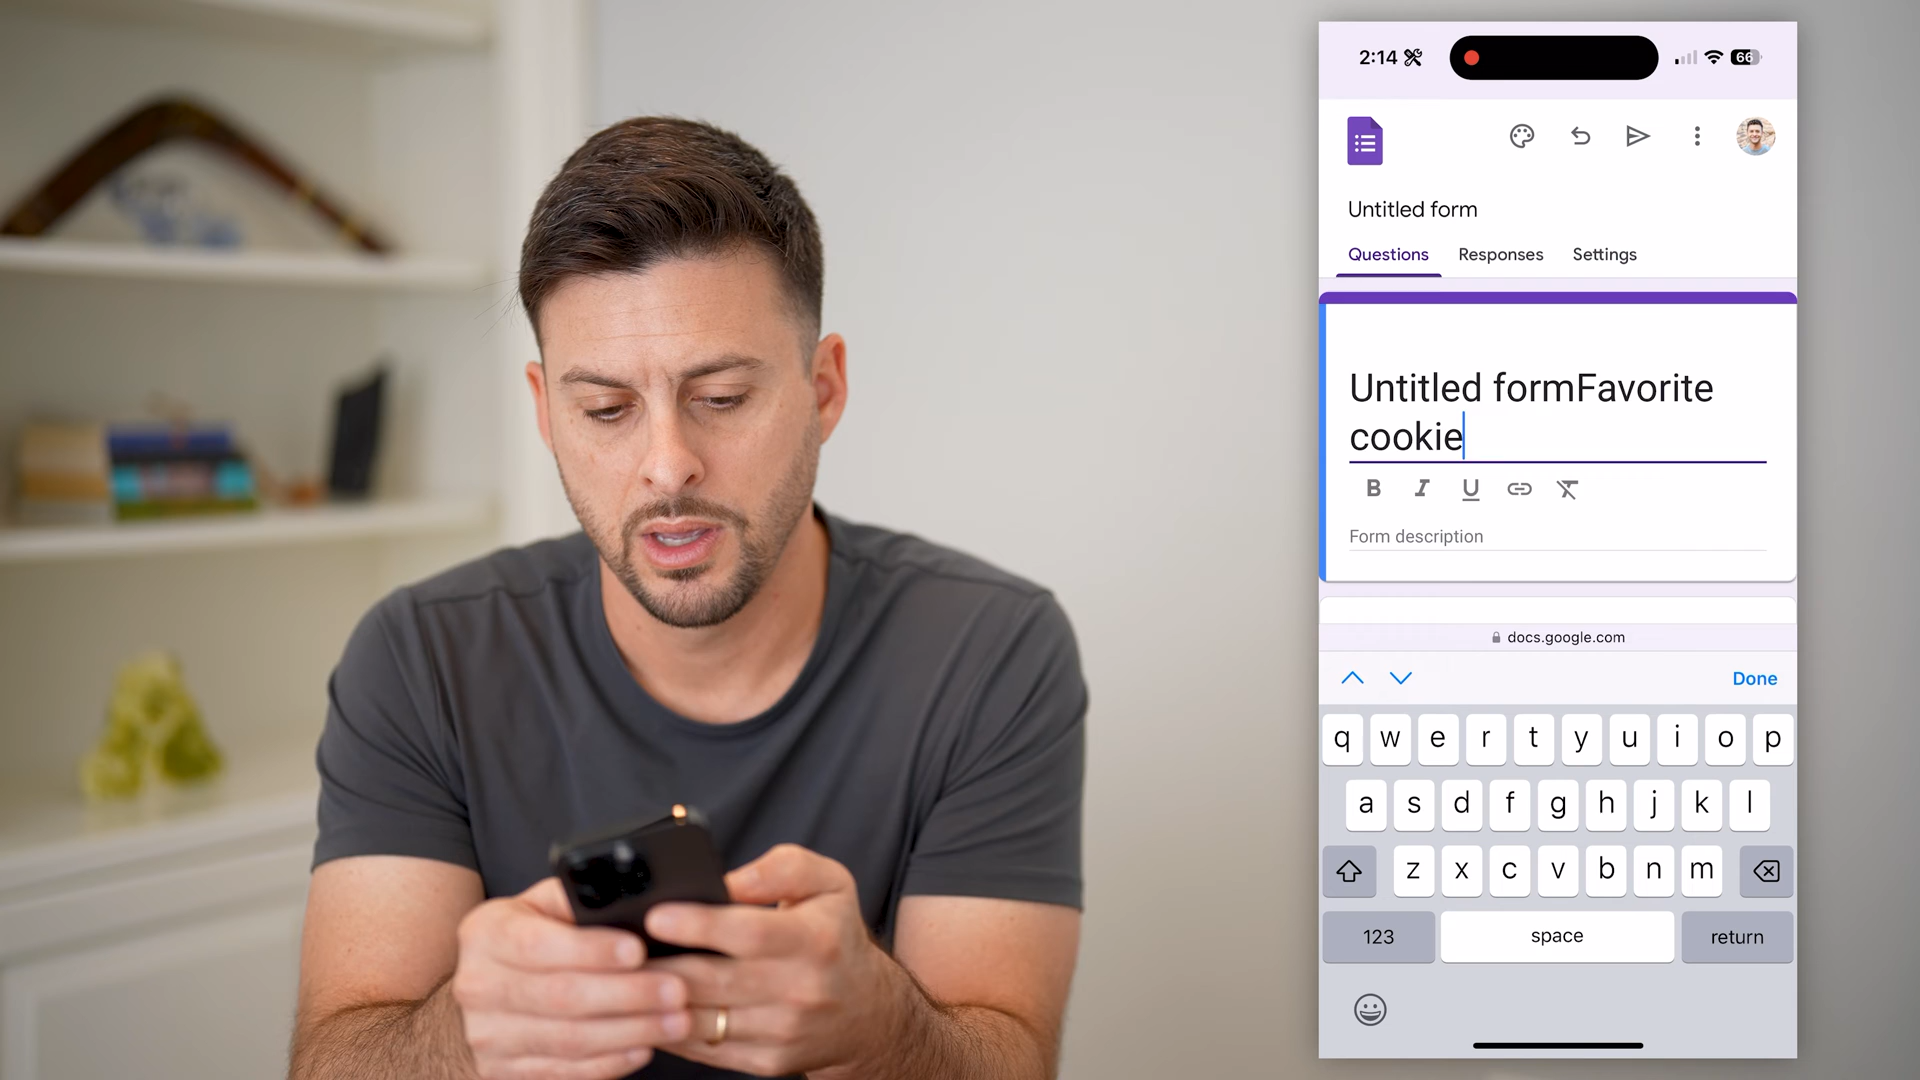 2:14
66
Untitled form
Questions Responses Settings
Untitled formFavorite
cookie
B I U
Form description
docs.google.com
Done
q w e r t y u i o p
a s d f g h j k l
z x c v b n m
123 space return